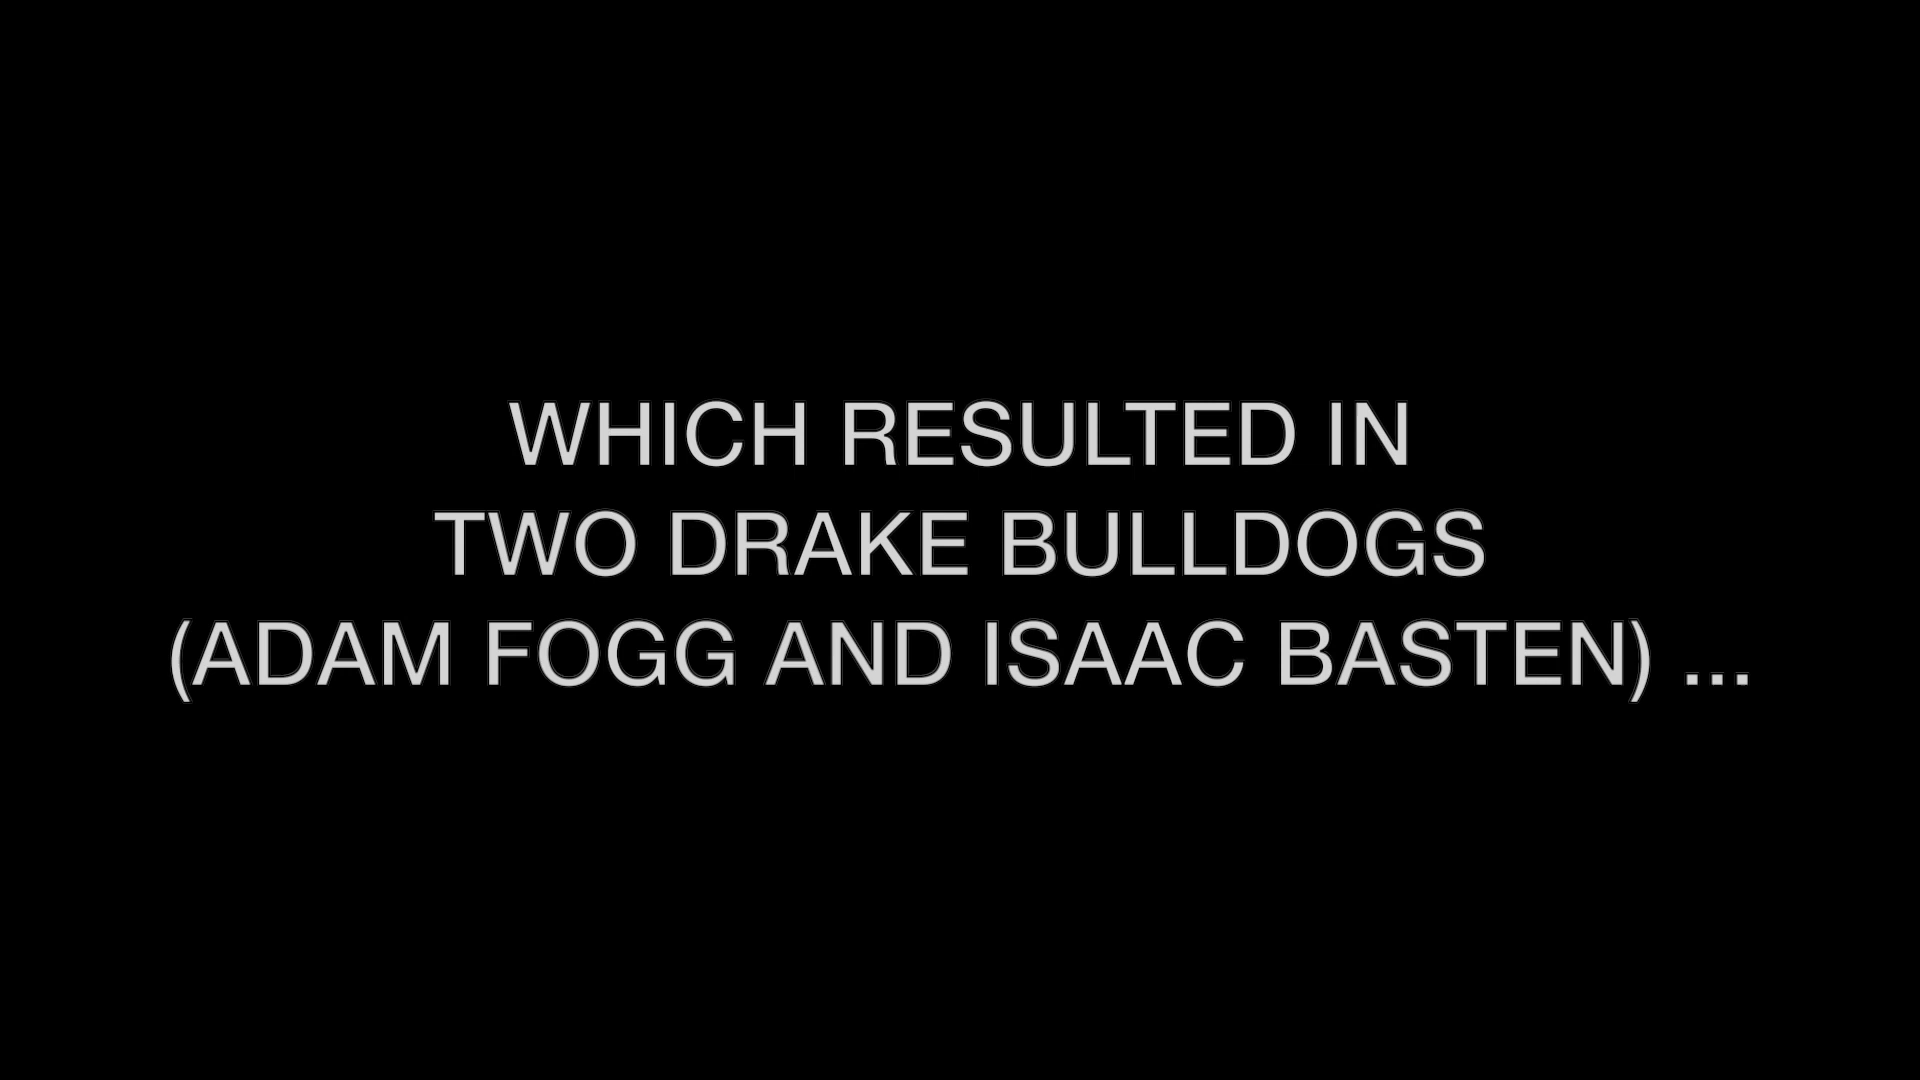 WHICH RESULTED IN
TWO DRAKE BULLDOGS
(ADAM FOGG AND ISAAC BASTEN) ...